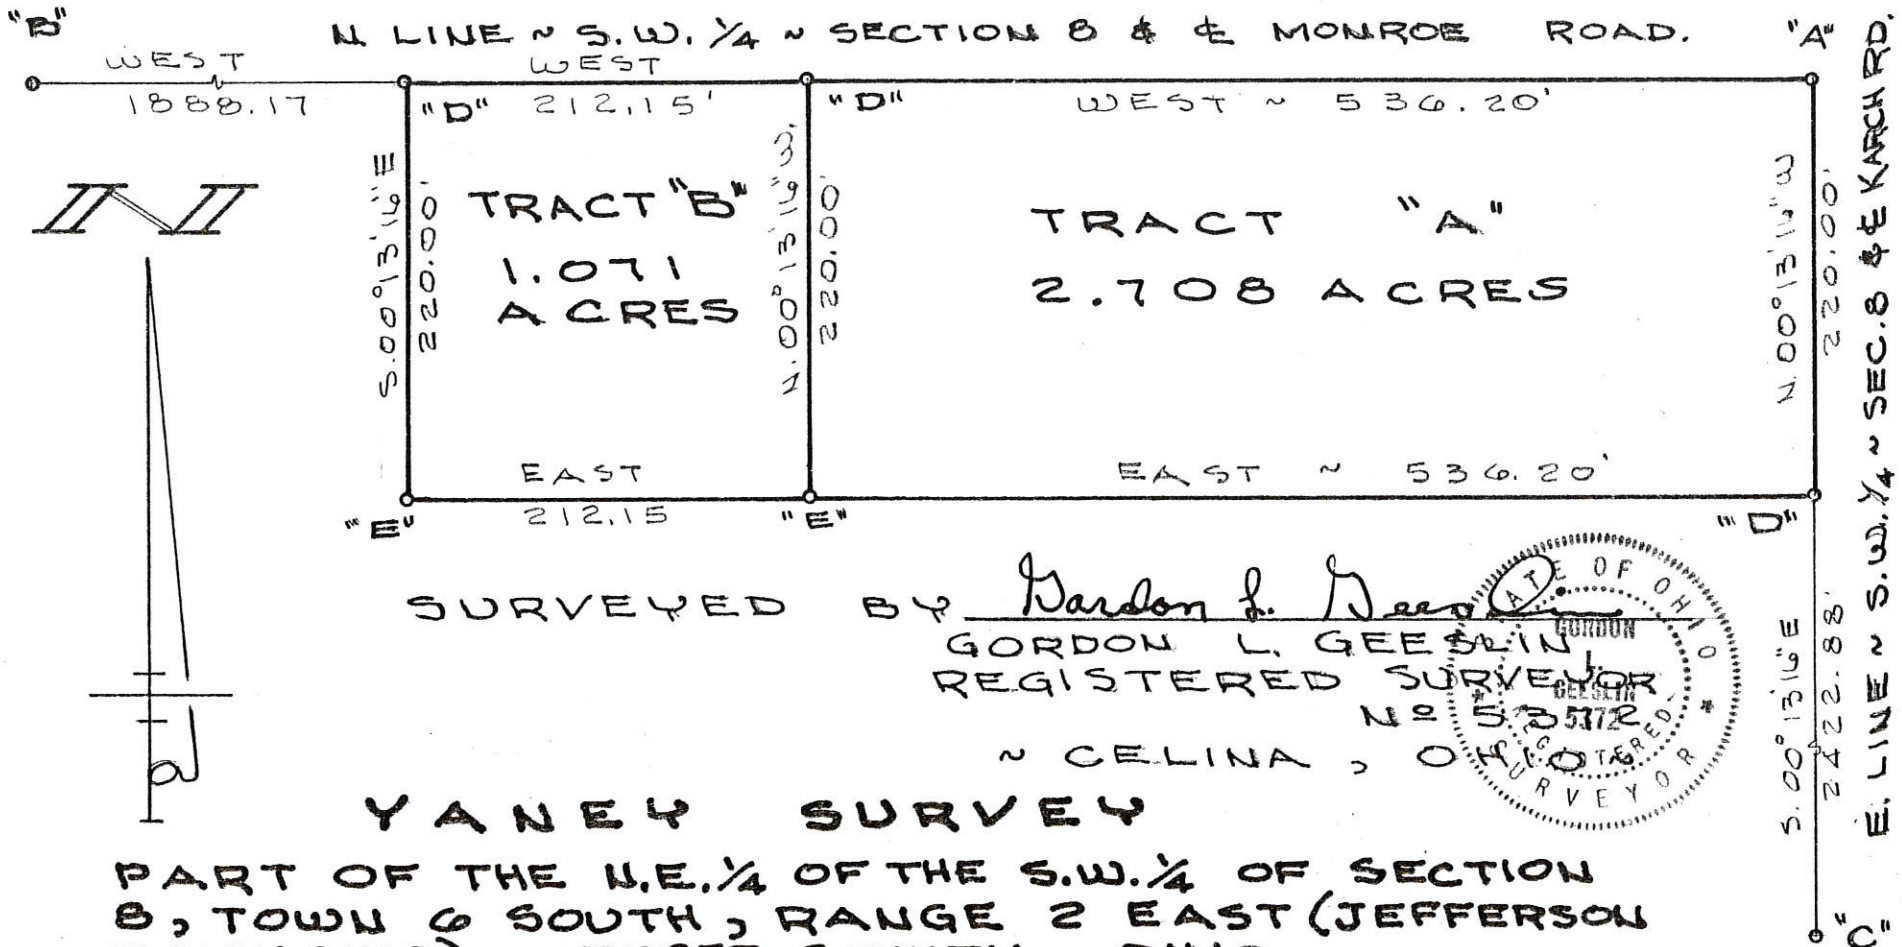 "B" N. LINE ~ S.W. ¼ ~ SECTION 8 & ℄ MONROE ROAD. "A"
WEST WEST
1888.17 "D" 212.15' "D" WEST ~ 536.20'
N
S.00°13'16"E
220.00'
TRACT "B"
1.071
ACRES
N.00°13'16"W.
220.00'
TRACT "A"
2.708 ACRES
N.00°13'16"W
220.00'
E. LINE ~ S.W. ¼ ~ SEC. 8 & ℄ KARCH RD.
EAST EAST ~ 536.20'
"E" 212.15 "E" "D"
SURVEYED BY Gordon L. Geeslin
GORDON L. GEESLIN
REGISTERED SURVEYOR
Nº 5372
~ CELINA, OHIO ~
STATE OF OHIO
GORDON
L.
GEESLIN
5372
REGISTERED
SURVEYOR
S.00°13'16"E
2422.88'
YANEY SURVEY
PART OF THE N.E. ¼ OF THE S.W. ¼ OF SECTION
8, TOWN 6 SOUTH, RANGE 2 EAST (JEFFERSON
"C"